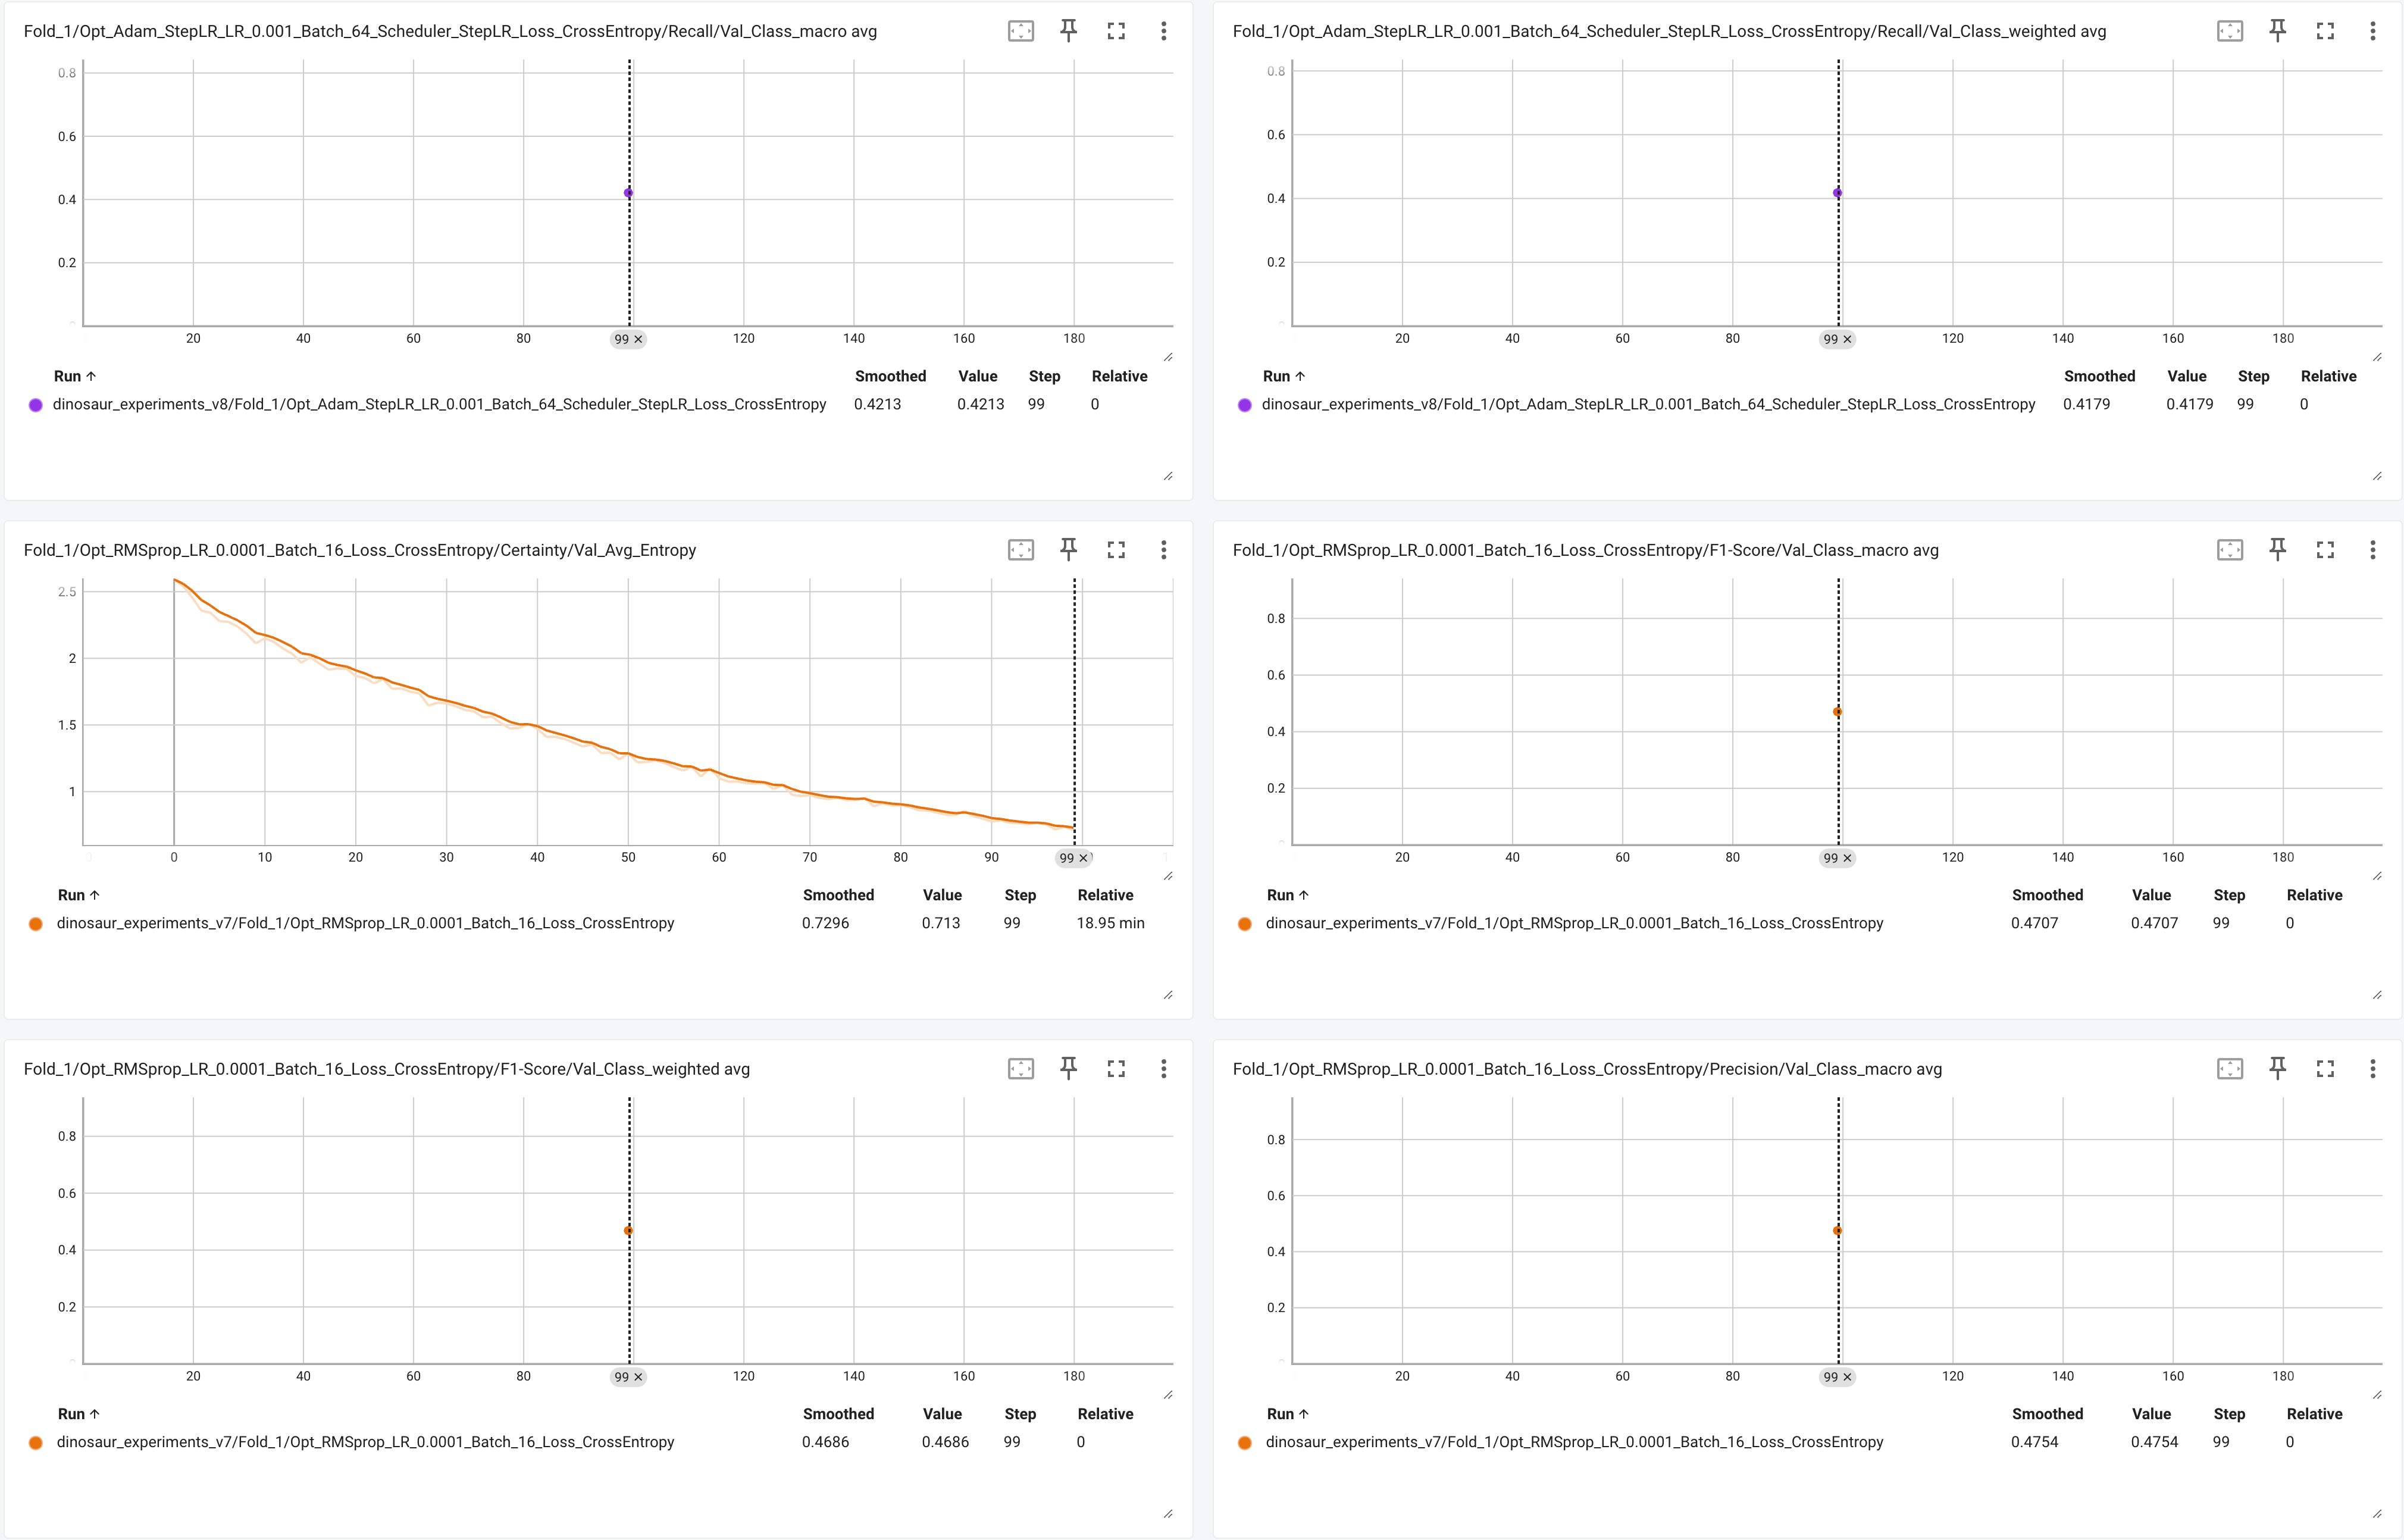 Fold_1/Opt_Adam_StepLR_LR_0.001_Batch_64_Scheduler_StepLR_Loss_CrossEntropy/Recall/Val_Class_macro avg
0.8
0.6
0.4
0.2
20 40 60 80 99 × 120 140 160 180
Run ↑ Smoothed Value Step Relative
dinosaur_experiments_v8/Fold_1/Opt_Adam_StepLR_LR_0.001_Batch_64_Scheduler_StepLR_Loss_CrossEntropy 0.4213 0.4213 99 0
Fold_1/Opt_Adam_StepLR_LR_0.001_Batch_64_Scheduler_StepLR_Loss_CrossEntropy/Recall/Val_Class_weighted avg
0.8
0.6
0.4
0.2
20 40 60 80 99 × 120 140 160 180
Run ↑ Smoothed Value Step Relative
dinosaur_experiments_v8/Fold_1/Opt_Adam_StepLR_LR_0.001_Batch_64_Scheduler_StepLR_Loss_CrossEntropy 0.4179 0.4179 99 0
Fold_1/Opt_RMSprop_LR_0.0001_Batch_16_Loss_CrossEntropy/Certainty/Val_Avg_Entropy
2.5
2
1.5
1
0 10 20 30 40 50 60 70 80 90 99 ×
Run ↑ Smoothed Value Step Relative
dinosaur_experiments_v7/Fold_1/Opt_RMSprop_LR_0.0001_Batch_16_Loss_CrossEntropy 0.7296 0.713 99 18.95 min
Fold_1/Opt_RMSprop_LR_0.0001_Batch_16_Loss_CrossEntropy/F1-Score/Val_Class_macro avg
0.8
0.6
0.4
0.2
20 40 60 80 99 × 120 140 160 180
Run ↑ Smoothed Value Step Relative
dinosaur_experiments_v7/Fold_1/Opt_RMSprop_LR_0.0001_Batch_16_Loss_CrossEntropy 0.4707 0.4707 99 0
Fold_1/Opt_RMSprop_LR_0.0001_Batch_16_Loss_CrossEntropy/F1-Score/Val_Class_weighted avg
0.8
0.6
0.4
0.2
20 40 60 80 99 × 120 140 160 180
Run ↑ Smoothed Value Step Relative
dinosaur_experiments_v7/Fold_1/Opt_RMSprop_LR_0.0001_Batch_16_Loss_CrossEntropy 0.4686 0.4686 99 0
Fold_1/Opt_RMSprop_LR_0.0001_Batch_16_Loss_CrossEntropy/Precision/Val_Class_macro avg
0.8
0.6
0.4
0.2
20 40 60 80 99 × 120 140 160 180
Run ↑ Smoothed Value Step Relative
dinosaur_experiments_v7/Fold_1/Opt_RMSprop_LR_0.0001_Batch_16_Loss_CrossEntropy 0.4754 0.4754 99 0